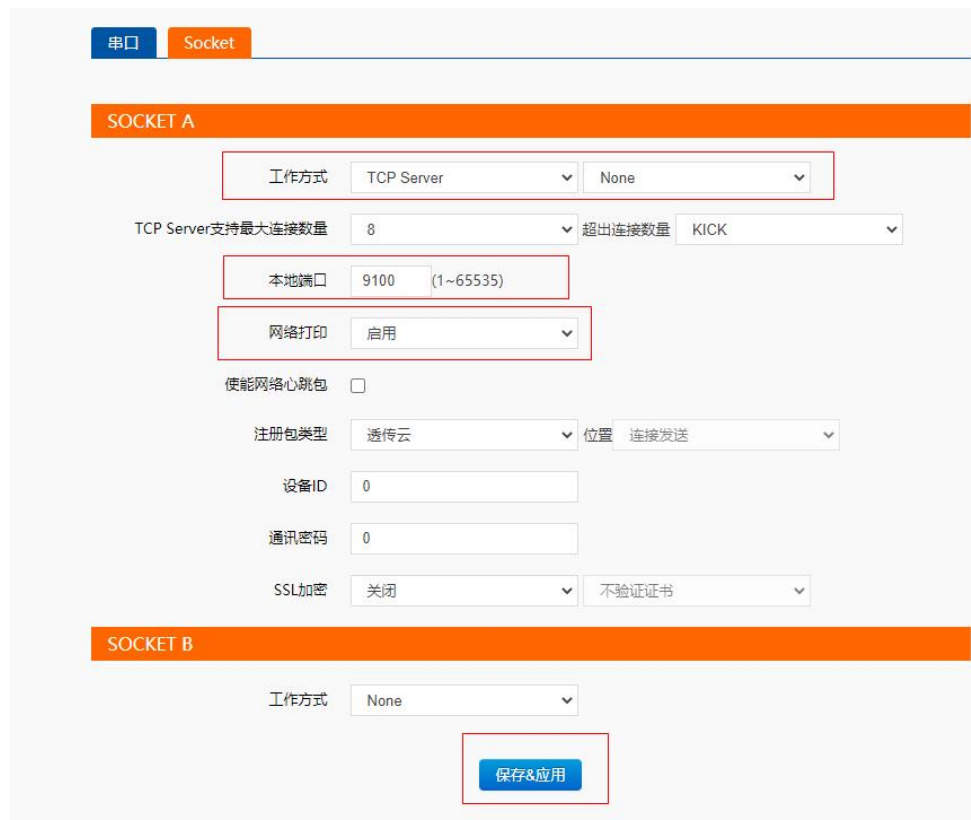 串口 Socket
SOCKET A
工作方式 TCP Server None
TCP Server支持最大连接数量 8 超出连接数量 KICK
本地端口 9100 (1~65535)
网络打印 启用
使能网络心跳包
注册包类型 透传云 位置 连接发送
设备ID 0
通讯密码 0
SSL加密 关闭 不验证证书
SOCKET B
工作方式 None
保存&应用